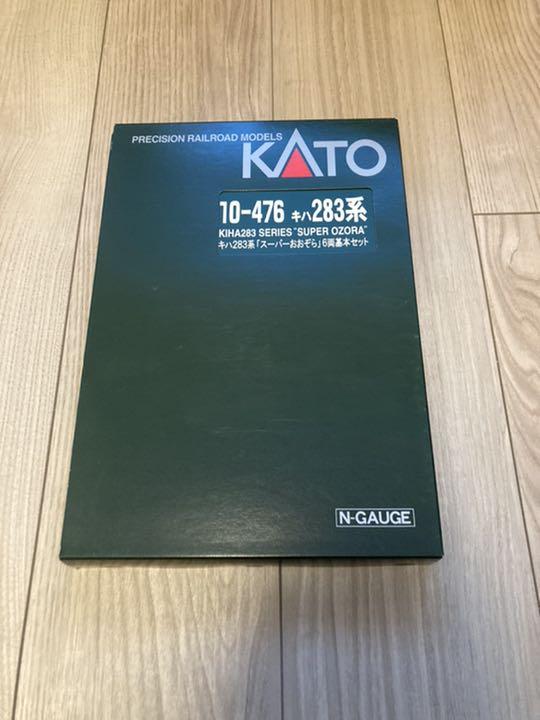 PRECISION RAILROAD MODELS
KATO
10-476 キハ283系
KIHA283 SERIES "SUPER OZORA"
キハ283系「スーパーおおぞら」6両基本セット
N-GAUGE